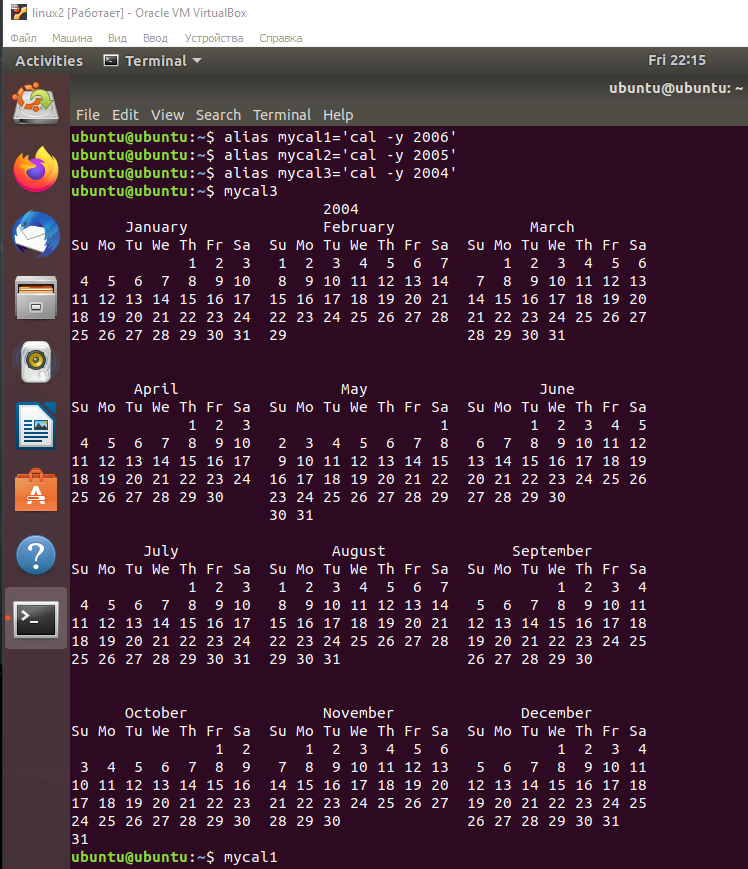 linux2 [Работает] - Oracle VM VirtualBox
Файл Машина Вид Ввод Устройства Справка
Activities Terminal Fri 22:15
ubuntu@ubuntu: ~
File Edit View Search Terminal Help
ubuntu@ubuntu:~$ alias mycal1='cal -y 2006'
ubuntu@ubuntu:~$ alias mycal2='cal -y 2005'
ubuntu@ubuntu:~$ alias mycal3='cal -y 2004'
ubuntu@ubuntu:~$ mycal3
                            2004
      January               February               March
Su Mo Tu We Th Fr Sa  Su Mo Tu We Th Fr Sa  Su Mo Tu We Th Fr Sa
             1  2  3   1  2  3  4  5  6  7      1  2  3  4  5  6
 4  5  6  7  8  9 10   8  9 10 11 12 13 14   7  8  9 10 11 12 13
11 12 13 14 15 16 17  15 16 17 18 19 20 21  14 15 16 17 18 19 20
18 19 20 21 22 23 24  22 23 24 25 26 27 28  21 22 23 24 25 26 27
25 26 27 28 29 30 31  29                    28 29 30 31
       April                  May                   June
Su Mo Tu We Th Fr Sa  Su Mo Tu We Th Fr Sa  Su Mo Tu We Th Fr Sa
             1  2  3                     1         1  2  3  4  5
 4  5  6  7  8  9 10   2  3  4  5  6  7  8   6  7  8  9 10 11 12
11 12 13 14 15 16 17   9 10 11 12 13 14 15  13 14 15 16 17 18 19
18 19 20 21 22 23 24  16 17 18 19 20 21 22  20 21 22 23 24 25 26
25 26 27 28 29 30     23 24 25 26 27 28 29  27 28 29 30
                      30 31
        July                 August              September
Su Mo Tu We Th Fr Sa  Su Mo Tu We Th Fr Sa  Su Mo Tu We Th Fr Sa
             1  2  3   1  2  3  4  5  6  7            1  2  3  4
 4  5  6  7  8  9 10   8  9 10 11 12 13 14   5  6  7  8  9 10 11
11 12 13 14 15 16 17  15 16 17 18 19 20 21  12 13 14 15 16 17 18
18 19 20 21 22 23 24  22 23 24 25 26 27 28  19 20 21 22 23 24 25
25 26 27 28 29 30 31  29 30 31              26 27 28 29 30
      October               November              December
Su Mo Tu We Th Fr Sa  Su Mo Tu We Th Fr Sa  Su Mo Tu We Th Fr Sa
                1  2      1  2  3  4  5  6            1  2  3  4
 3  4  5  6  7  8  9   7  8  9 10 11 12 13   5  6  7  8  9 10 11
10 11 12 13 14 15 16  14 15 16 17 18 19 20  12 13 14 15 16 17 18
17 18 19 20 21 22 23  21 22 23 24 25 26 27  19 20 21 22 23 24 25
24 25 26 27 28 29 30  28 29 30              26 27 28 29 30 31
31
ubuntu@ubuntu:~$ mycal1